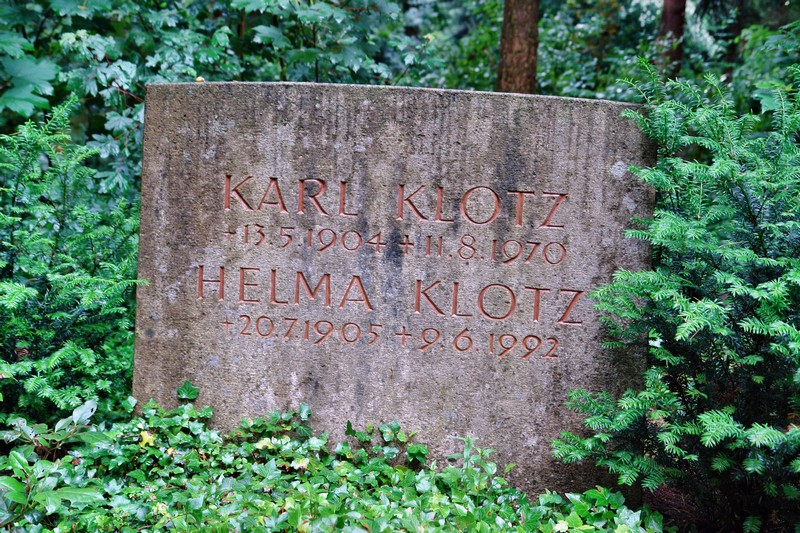 KARL KLOTZ
+13.5.1904 +11.8.1970
HELMA KLOTZ
+20.7.1905 +9.6.1992